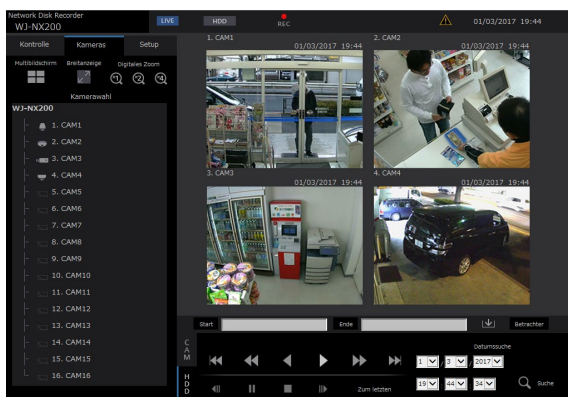 Network Disk Recorder
WJ-NX200
LIVE
HDD
REC
01/03/2017 19:44
Kontrolle
Kameras
Setup
Multibildschirm
Breitanzeige
Digitales Zoom
Kamerawahl
WJ-NX200
1. CAM1
2. CAM2
3. CAM3
4. CAM4
5. CAM5
6. CAM6
7. CAM7
8. CAM8
9. CAM9
10. CAM10
11. CAM11
12. CAM12
13. CAM13
14. CAM14
15. CAM15
16. CAM16
1. CAM1
01/03/2017 19:44
2. CAM2
01/03/2017 19:44
3. CAM3
01/03/2017 19:44
4. CAM4
01/03/2017 19:44
Start
Ende
Betrachter
CAM
HDD
Datumssuche
1 / 3 / 2017
19 44 34
Suche
Zum letzten